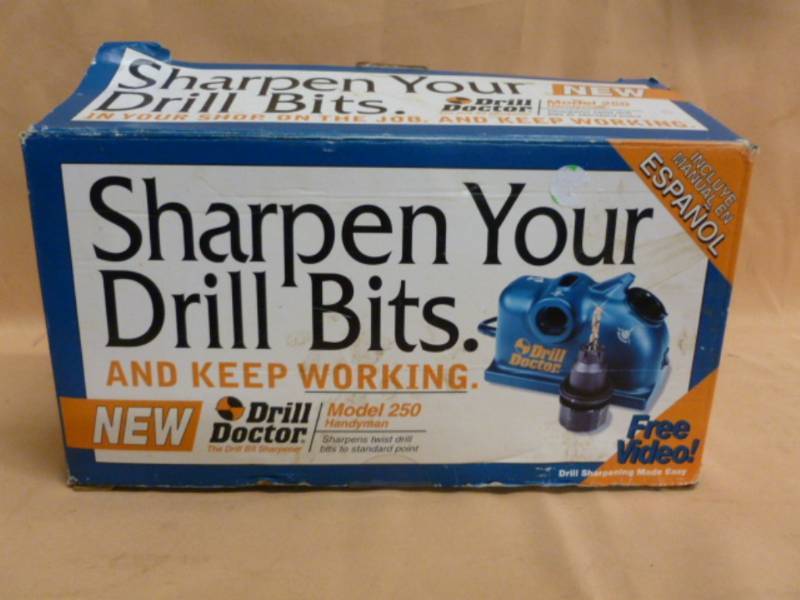 Sharpen Your
Drill Bits.
NEW
Drill
Doctor
Model 250
IN YOUR SHOP, ON THE JOB, AND KEEP WORKING.
INCLUYE
MANUAL EN
ESPAÑOL
Sharpen Your
Drill Bits.
AND KEEP WORKING.
Drill
Doctor
NEW
Drill
Doctor
The Drill Bit Sharpener
Model 250
Handyman
Sharpens twist drill
bits to standard point
Free
Video!
Drill Sharpening Made Easy